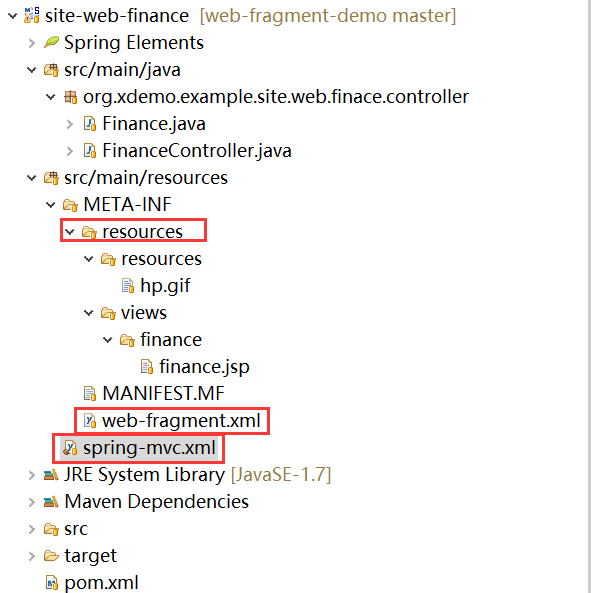 site-web-finance [web-fragment-demo master]
Spring Elements
src/main/java
org.xdemo.example.site.web.finace.controller
Finance.java
FinanceController.java
src/main/resources
META-INF
resources
resources
hp.gif
views
finance
finance.jsp
MANIFEST.MF
web-fragment.xml
spring-mvc.xml
JRE System Library [JavaSE-1.7]
Maven Dependencies
src
target
pom.xml